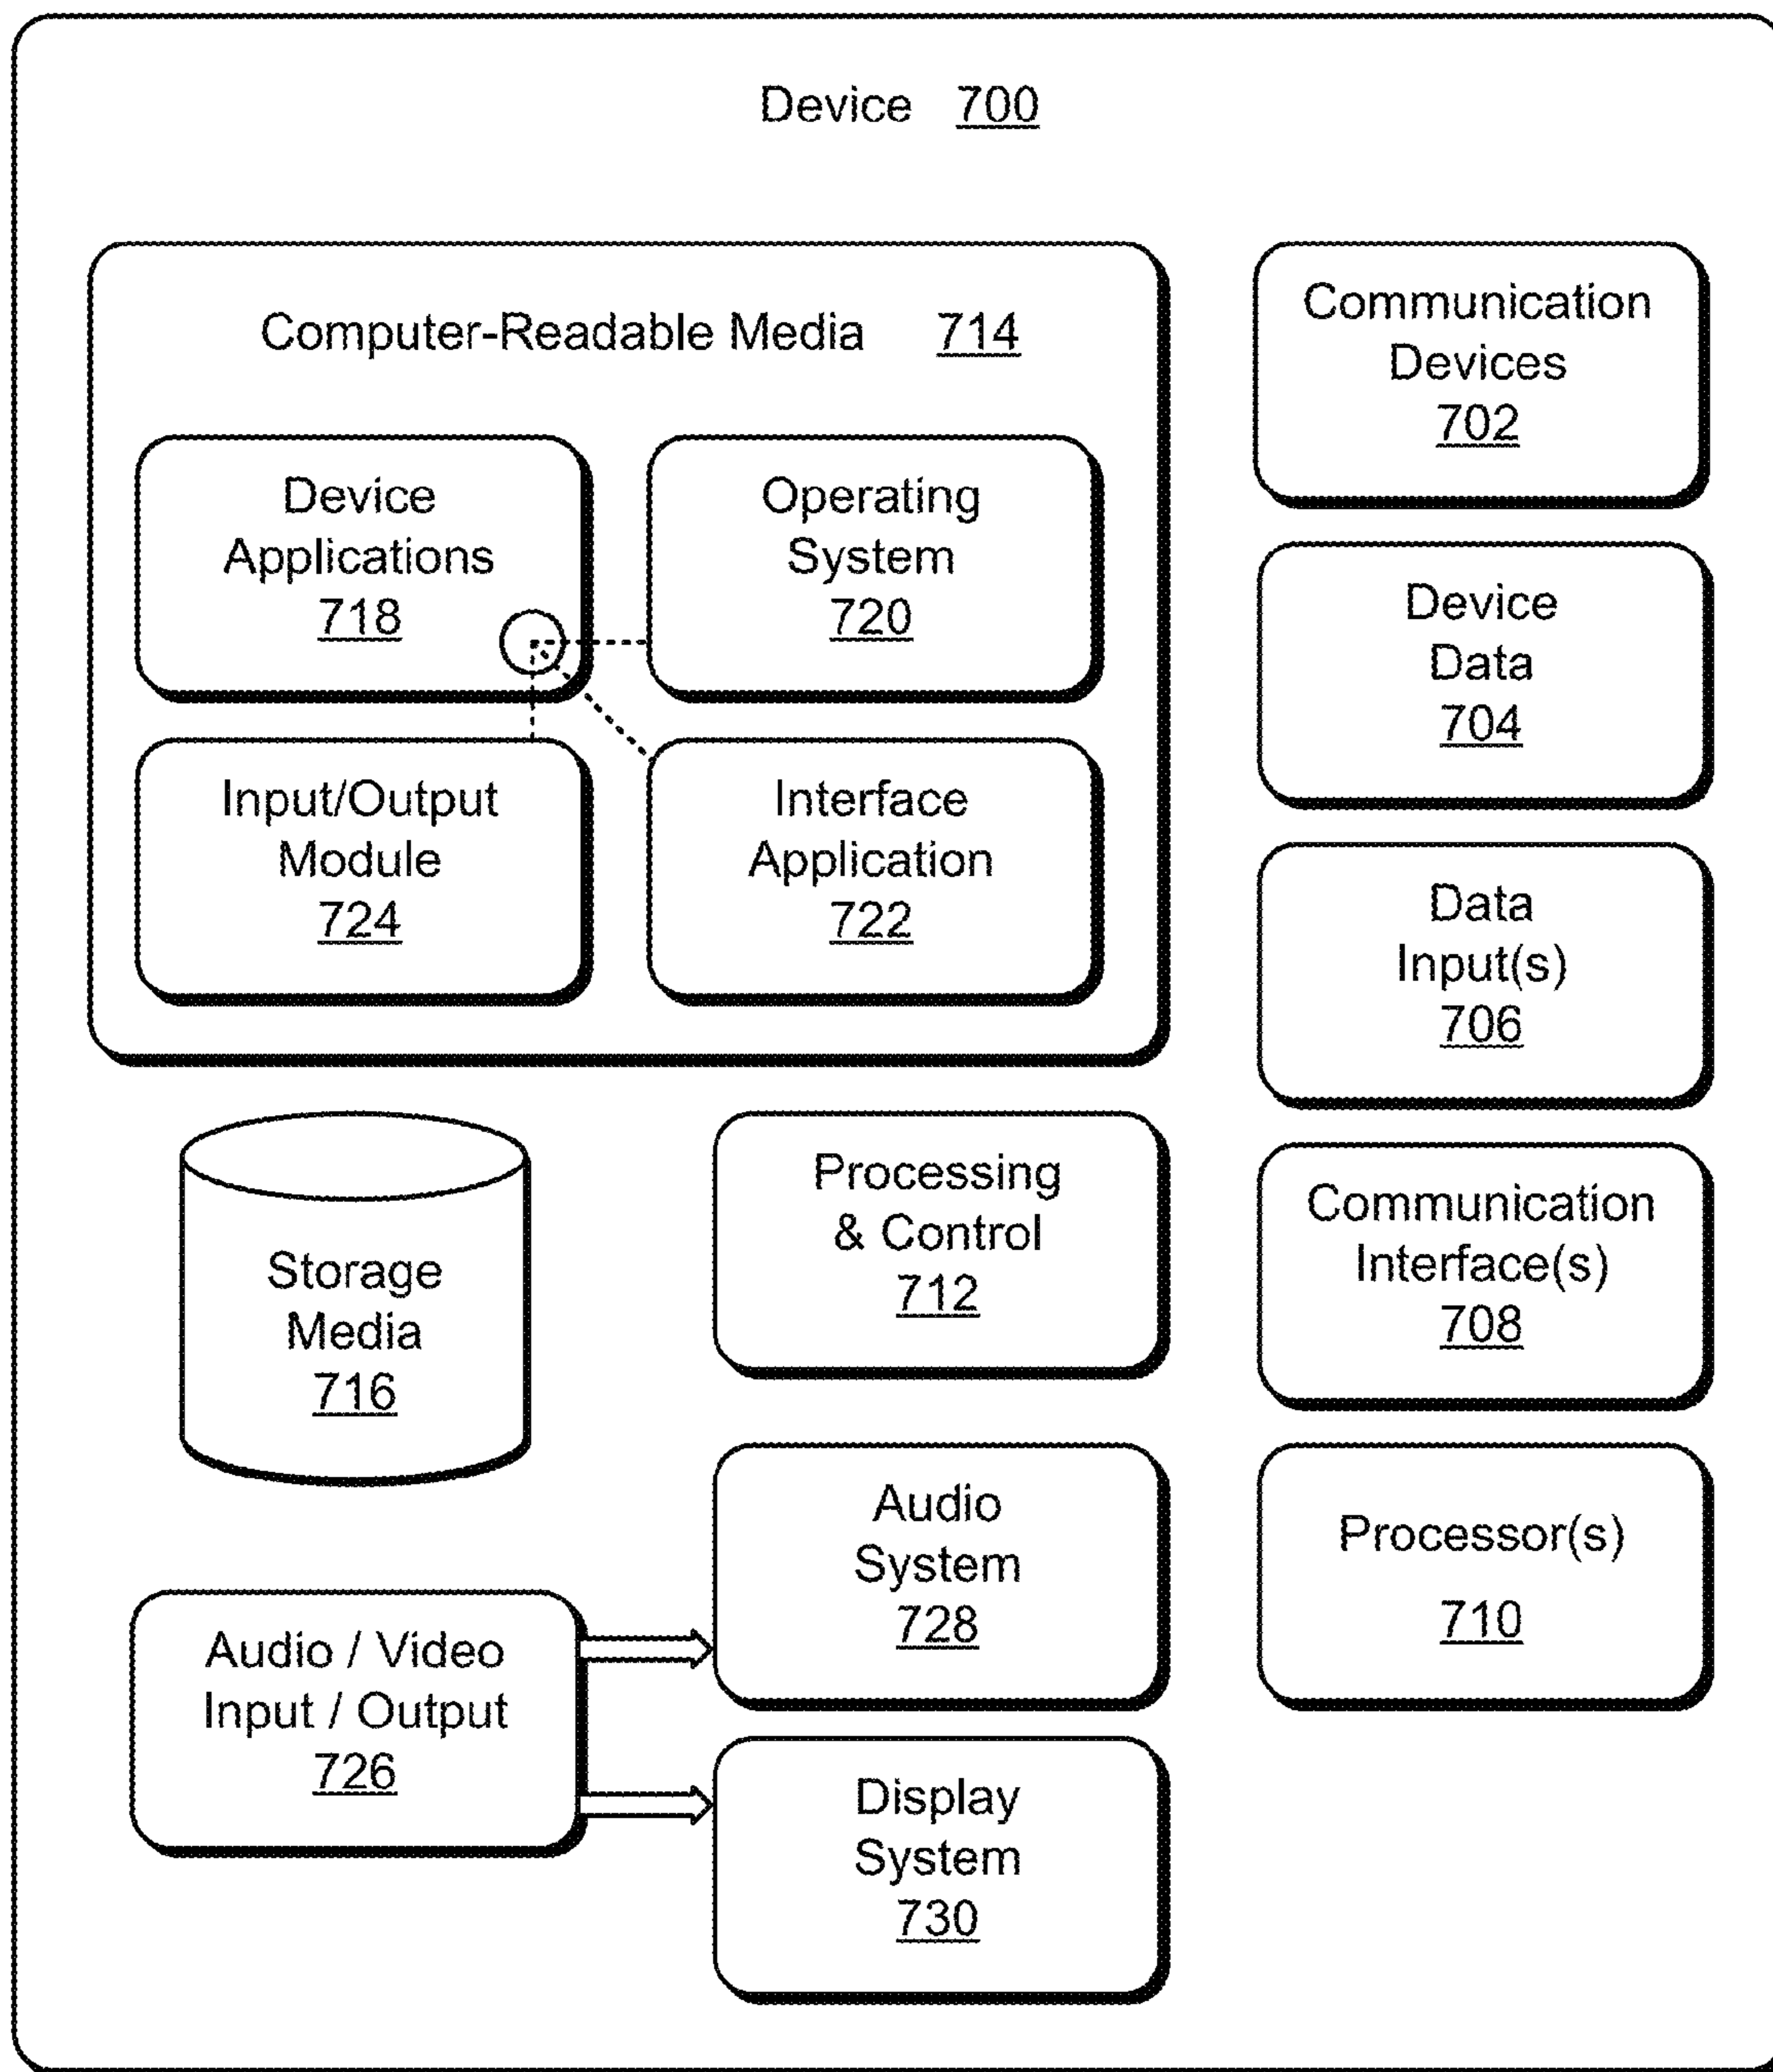 Device 700
Computer-Readable Media 714
Device
Applications
718
Operating
System
720
Input/Output
Module
724
Interface
Application
722
Storage
Media
716
Processing
& Control
712
Audio / Video
Input / Output
726
Audio
System
728
Display
System
730
Communication
Devices
702
Device
Data
704
Data
Input(s)
706
Communication
Interface(s)
708
Processor(s)
710